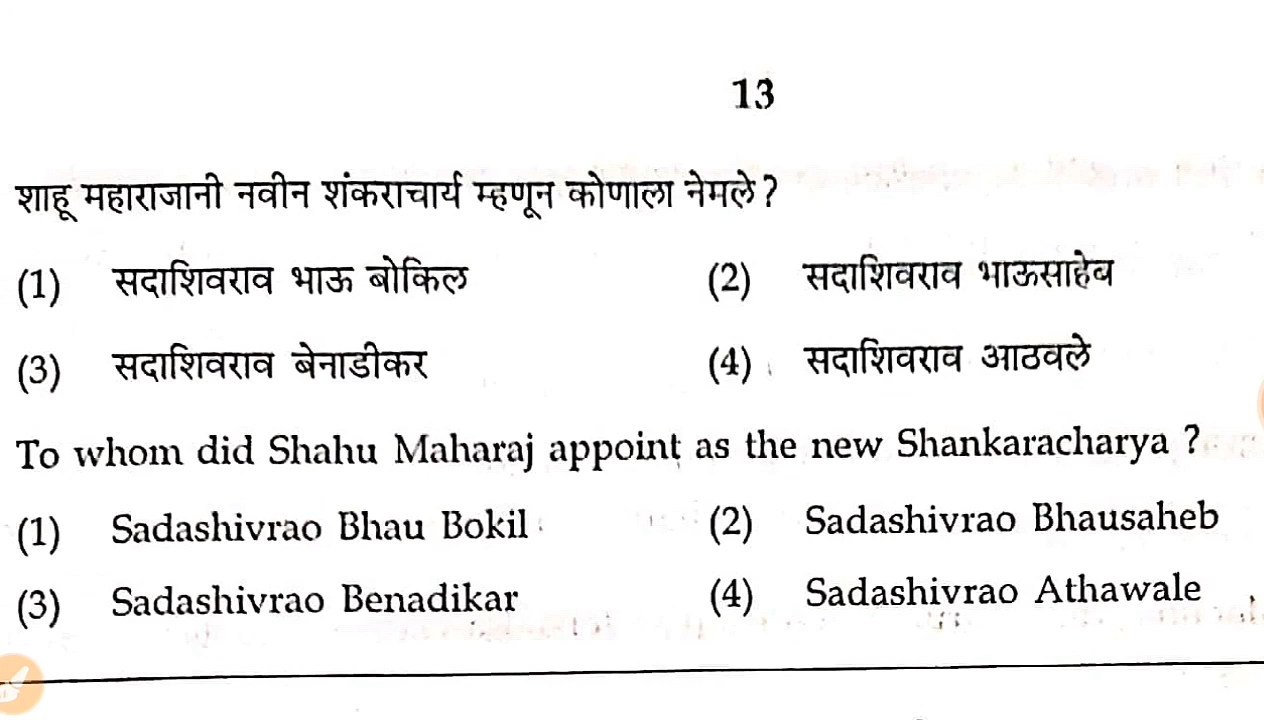 13
शाहू महाराजानी नवीन शंकराचार्य म्हणून कोणाला नेमले ?
(1) सदाशिवराव भाऊ बोकिल (2) सदाशिवराव भाऊसाहेब
(3) सदाशिवराव बेनाडीकर (4) सदाशिवराव आठवले
To whom did Shahu Maharaj appoint as the new Shankaracharya ?
(1) Sadashivrao Bhau Bokil (2) Sadashivrao Bhausaheb
(3) Sadashivrao Benadikar (4) Sadashivrao Athawale